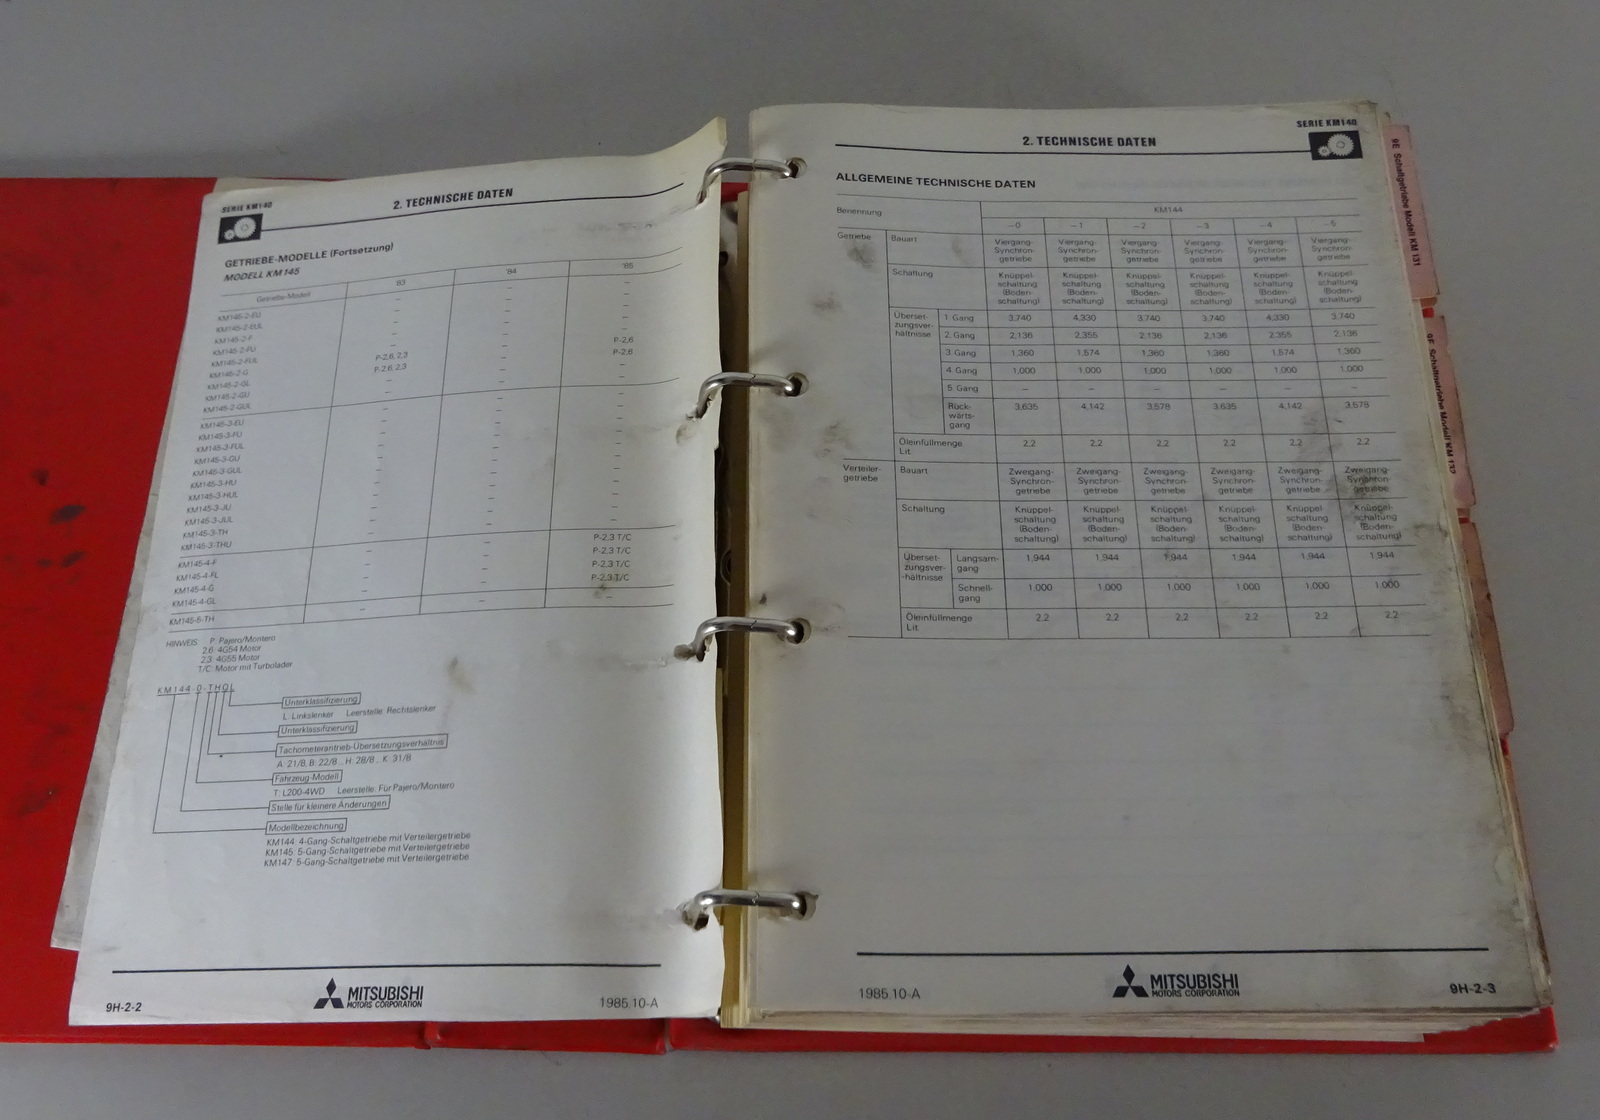 SERIE KM140
2. TECHNISCHE DATEN
GETRIEBE-MODELLE (Fortsetzung)
MODELL KM145
Getriebe-Modell '83 '84 '85
KM145-2-EU – – –
KM145-2-EUL – – –
KM145-2-F – – –
KM145-2-FU – – P-2,6
KM145-2-FUL P-2,6, 2,3 – P-2,6
KM145-2-G P-2,6, 2,3 – –
KM145-2-GL – – –
KM145-2-GU – – –
KM145-2-GUL – – –
KM145-3-EU – – –
KM145-3-FU – – –
KM145-3-FUL – – –
KM145-3-GU – – –
KM145-3-GUL – – –
KM145-3-HU – – –
KM145-3-HUL – – –
KM145-3-JU – – –
KM145-3-JUL – – –
KM145-3-TH – – –
KM145-3-THU – – –
KM145-4-F – – P-2,3 T/C
KM145-4-FL – – P-2,3 T/C
KM145-4-G – – P-2,3 T/C
KM145-4-GL – – P-2,3 T/C
KM145-5-TH – – –
HINWEIS: P: Pajero/Montero
2,6: 4G54 Motor
2,3: 4G55 Motor
T/C: Motor mit Turbolader
KM144-0-THQL
Unterklassifizierung
L: Linkslenker Leerstelle: Rechtslenker
Unterklassifizierung
Tachometerantrieb-Übersetzungsverhältnis
A: 21/8, B: 22/8 ... H: 28/8 ... K: 31/8
Fahrzeug-Modell
T: L200-4WD Leerstelle: Für Pajero/Montero
Stelle für kleinere Änderungen
Modellbezeichnung
KM144: 4-Gang-Schaltgetriebe mit Verteilergetriebe
KM145: 5-Gang-Schaltgetriebe mit Verteilergetriebe
KM147: 5-Gang-Schaltgetriebe mit Verteilergetriebe
9H-2-2
MITSUBISHI
MOTORS CORPORATION
1985.10-A
SERIE KM140
2. TECHNISCHE DATEN
ALLGEMEINE TECHNISCHE DATEN
Benennung KM144
–0 –1 –2 –3 –4 –5
Getriebe Bauart Viergang- Viergang- Viergang- Viergang- Viergang- Viergang-
Synchron- Synchron- Synchron- Synchron- Synchron- Synchron-
getriebe getriebe getriebe getriebe getriebe getriebe
Schaltung Knüppel- Knüppel- Knüppel- Knüppel- Knüppel- Knüppel-
schaltung schaltung schaltung schaltung schaltung schaltung
(Boden- (Boden- (Boden- (Boden- (Boden- (Boden-
schaltung) schaltung) schaltung) schaltung) schaltung) schaltung)
Überset- 1. Gang 3,740 4,330 3,740 3,740 4,330 3,740
zungsver-
hältnisse 2. Gang 2,136 2,355 2,136 2,136 2,355 2,136
3. Gang 1,360 1,574 1,360 1,360 1,574 1,360
4. Gang 1,000 1,000 1,000 1,000 1,000 1,000
5. Gang – – – – – –
Rück- 3,635 4,142 3,578 3,635 4,142 3,578
wärts-
gang
Öleinfüllmenge 2,2 2,2 2,2 2,2 2,2 2,2
Lit.
Verteiler- Bauart Zweigang- Zweigang- Zweigang- Zweigang- Zweigang- Zweigang-
getriebe Synchron- Synchron- Synchron- Synchron- Synchron- Synchron-
getriebe getriebe getriebe getriebe getriebe getriebe
Schaltung Knüppel- Knüppel- Knüppel- Knüppel- Knüppel- Knüppel-
schaltung schaltung schaltung schaltung schaltung schaltung
(Boden- (Boden- (Boden- (Boden- (Boden- (Boden-
schaltung) schaltung) schaltung) schaltung) schaltung) schaltung)
Überset- Langsam- 1,944 1,944 1,944 1,944 1,944 1,944
zungsver- gang
-hältnisse
Schnell- 1,000 1,000 1,000 1,000 1,000 1,000
gang
Öleinfüllmenge 2,2 2,2 2,2 2,2 2,2 2,2
Lit.
1985.10-A
MITSUBISHI
MOTORS CORPORATION
9H-2-3
9E Schaltgetriebe Modell KM 131
9F Schaltgetriebe Modell KM 132